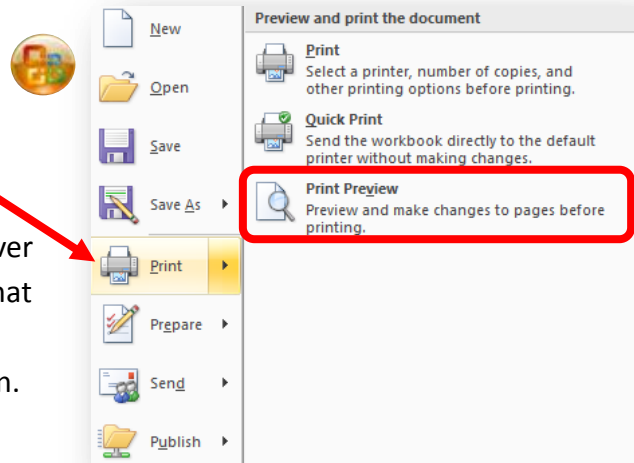 New
Open
Save
Save As
Print
Prepare
Send
Publish
Preview and print the document
Print
Select a printer, number of copies, and
other printing options before printing.
Quick Print
Send the workbook directly to the default
printer without making changes.
Print Preview
Preview and make changes to pages before
printing.